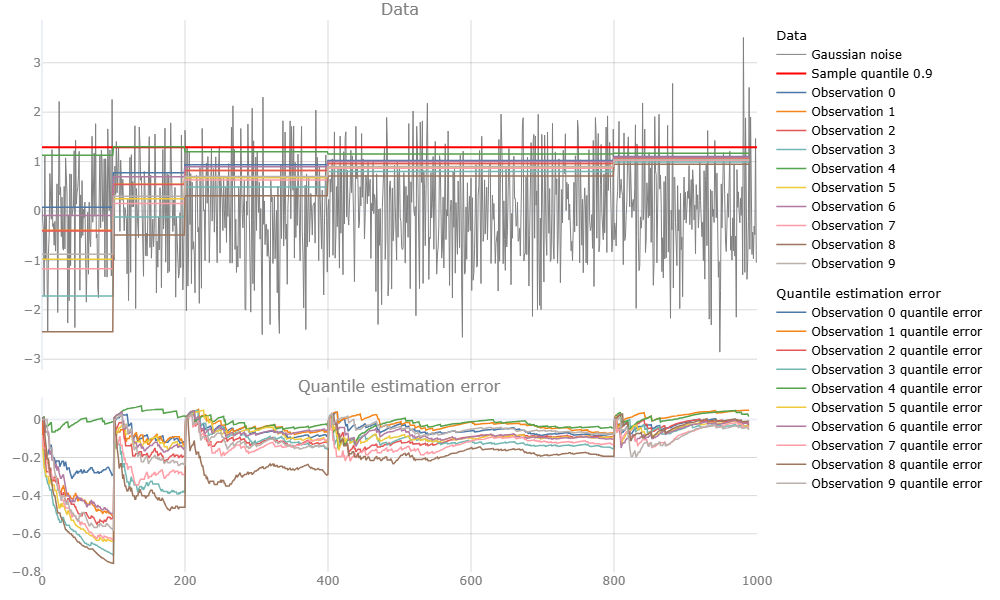 Data
3
2
1
0
−1
−2
−3
Quantile estimation error
0
−0.2
−0.4
−0.6
−0.8
0
200
400
600
800
1000
Data
Gaussian noise
Sample quantile 0.9
Observation 0
Observation 1
Observation 2
Observation 3
Observation 4
Observation 5
Observation 6
Observation 7
Observation 8
Observation 9
Quantile estimation error
Observation 0 quantile error
Observation 1 quantile error
Observation 2 quantile error
Observation 3 quantile error
Observation 4 quantile error
Observation 5 quantile error
Observation 6 quantile error
Observation 7 quantile error
Observation 8 quantile error
Observation 9 quantile error